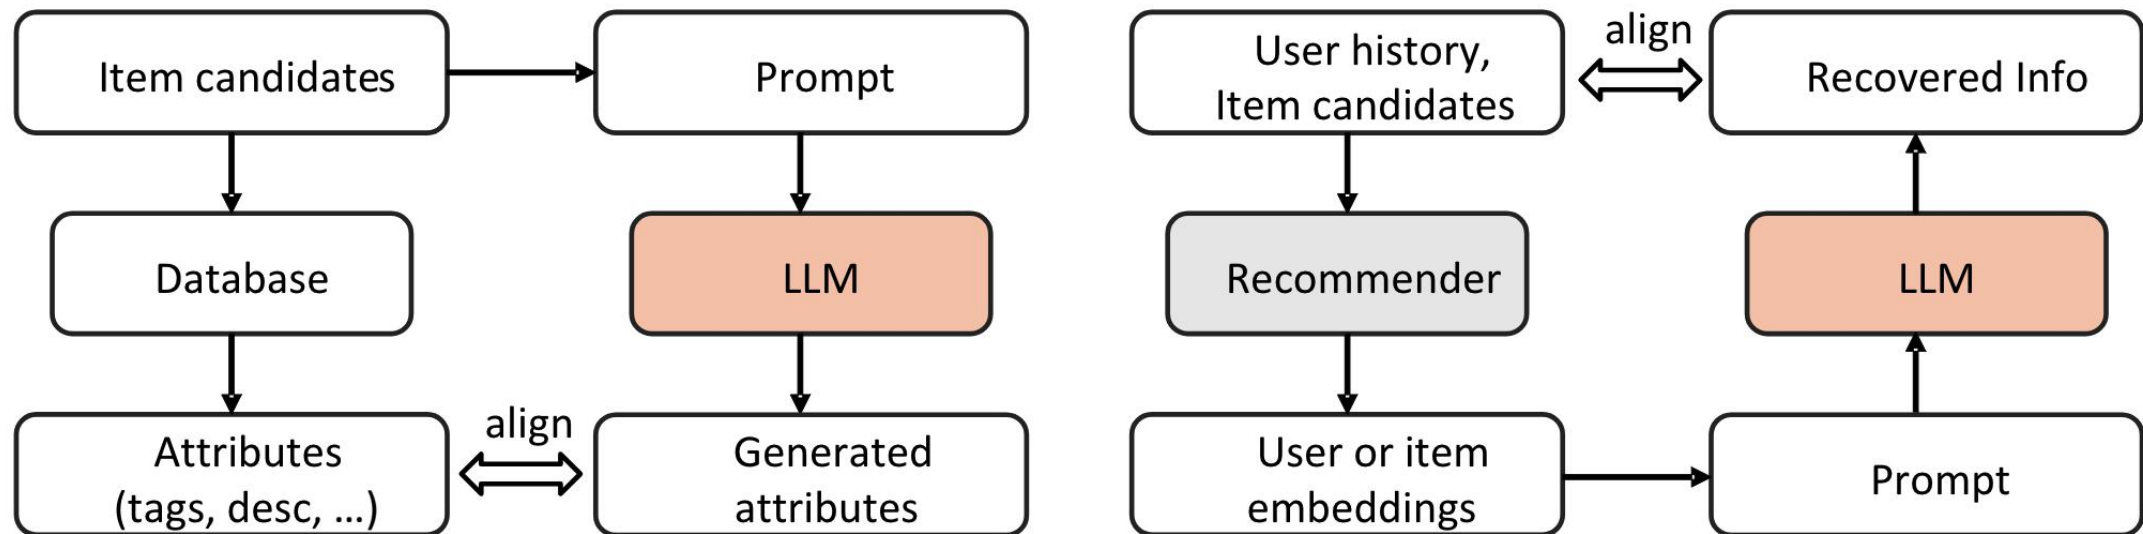 Item candidates
Prompt
Database
LLM
Attributes
(tags, desc, ...)
align
Generated
attributes
User history,
Item candidates
align
Recovered Info
Recommender
LLM
User or item
embeddings
Prompt